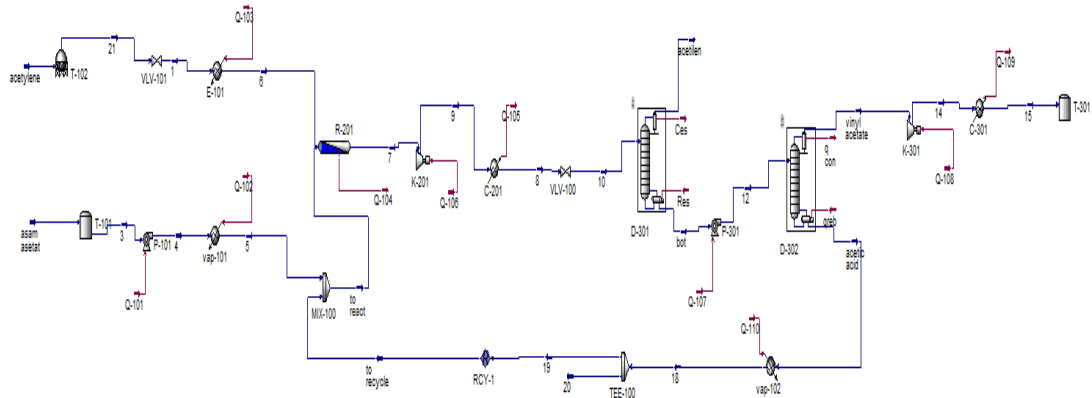 Q-103
21
acetylene
T-102
VLV-101
1
E-101
6
acetilen
Q-109
14
C-301
15
T-301
vinyl
acetate
K-301
Q-108
9
Q-105
R-201
7
K-201
Q-104
Q-106
C-201
8
VLV-100
10
Ces
Res
D-301
bot
P-301
12
Q-107
q
con
qreb
D-302
acetic
acid
Q-102
asam
asetat
T-101
3
P-101
4
vap-101
5
Q-101
MIX-100
to
react
to
recycle
RCY-1
19
20
TEE-100
18
Q-110
vap-102